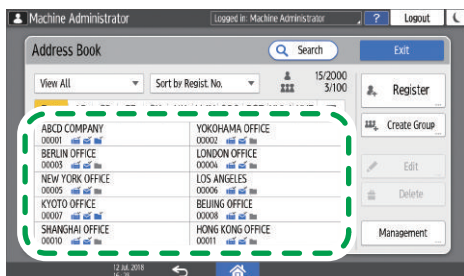 Machine Administrator
Logged in: Machine Administrator
?
Logout
Address Book
Search
Exit
View All
Sort by Regist. No.
15/2000
3/100
Register
ABCD COMPANY
00001
YOKOHAMA OFFICE
00002
Create Group
BERLIN OFFICE
00003
LONDON OFFICE
00004
Edit
NEW YORK OFFICE
00005
LOS ANGELES
00006
Delete
KYOTO OFFICE
00007
BEIJING OFFICE
00008
Management
SHANGHAI OFFICE
00010
HONG KONG OFFICE
00011
12 Jul. 2018